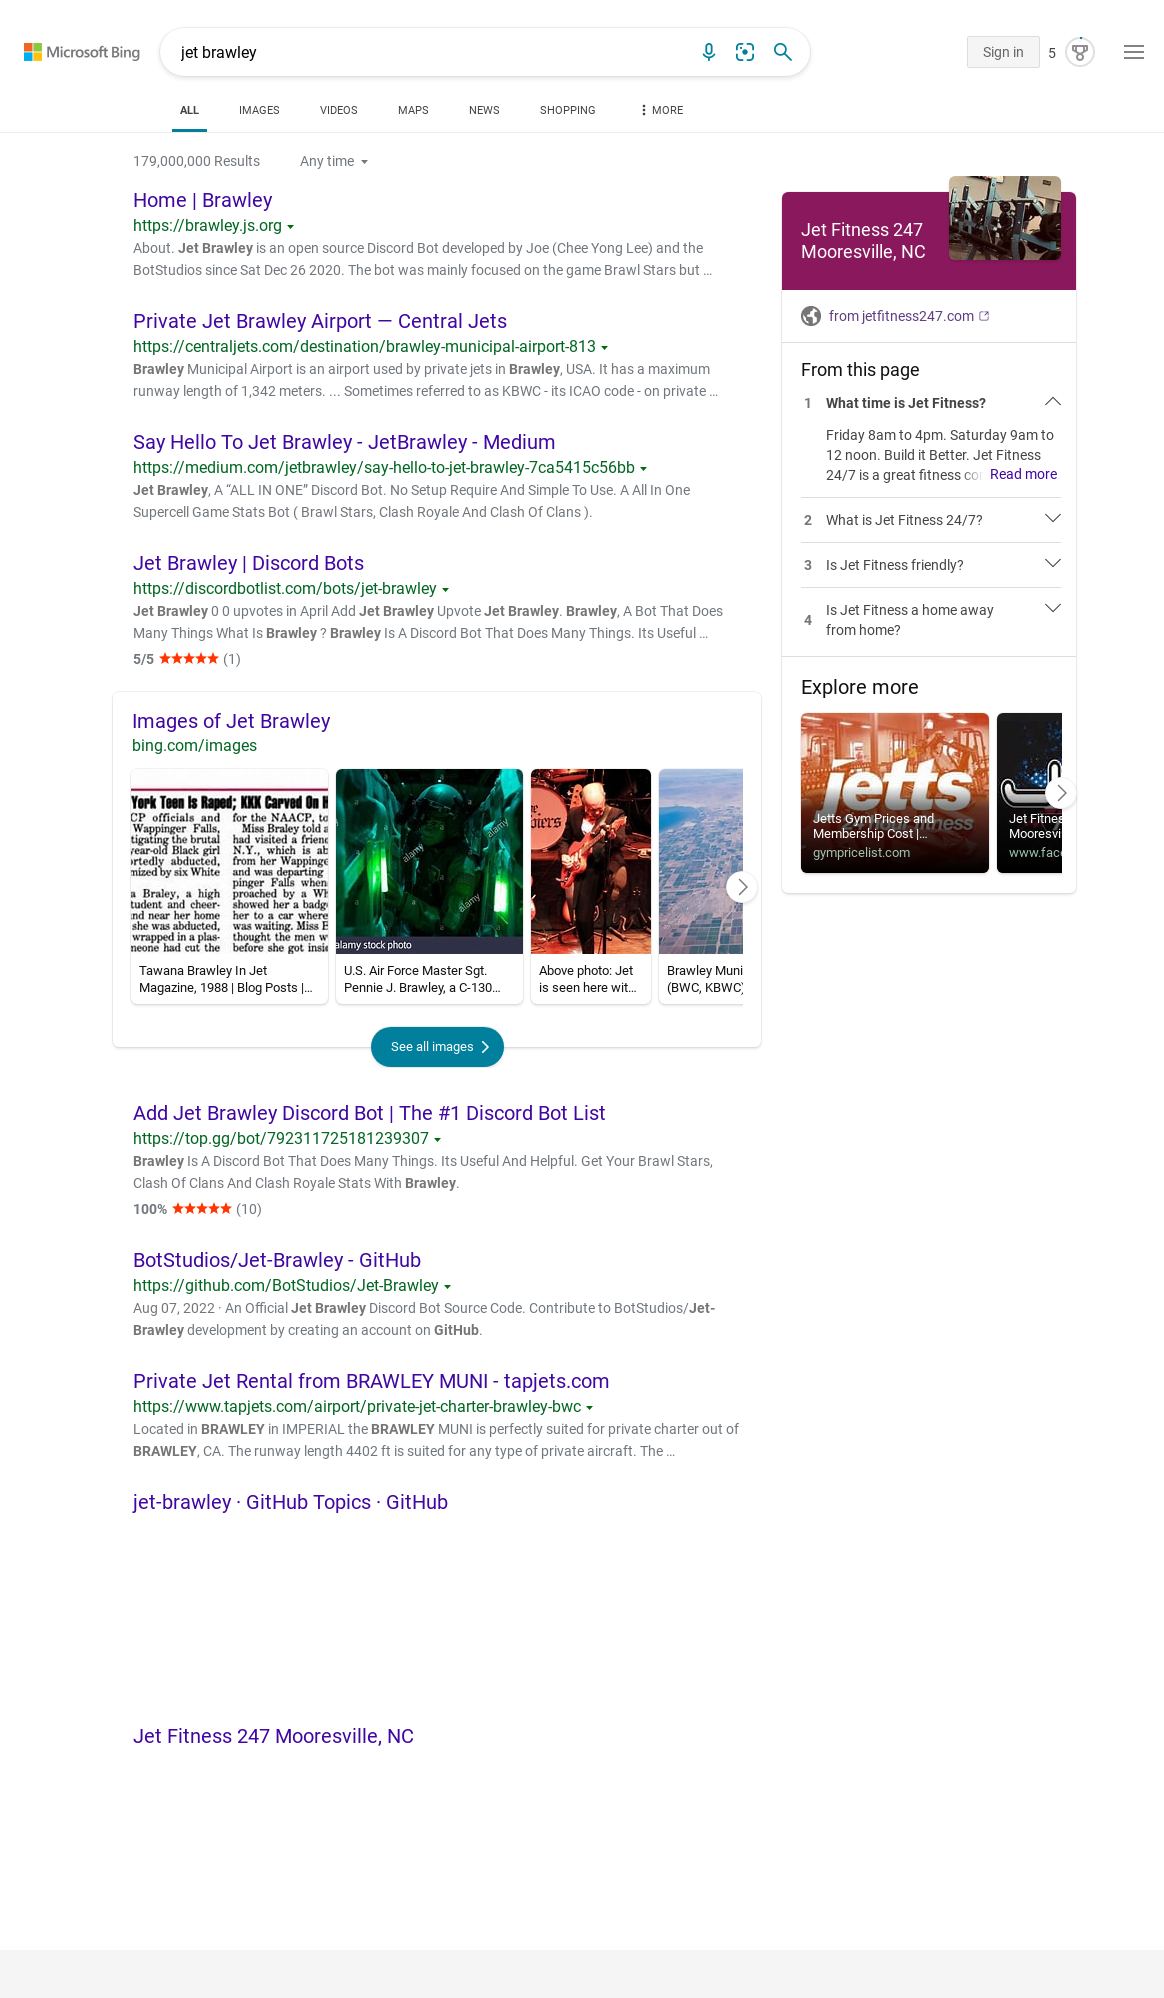 Microsoft Bing
jet brawley
Sign in
5
ALL
IMAGES
VIDEOS
MAPS
NEWS
SHOPPING
MORE
179,000,000 Results
Any time
Home | Brawley
https://brawley.js.org
About. Jet Brawley is an open source Discord Bot developed by Joe (Chee Yong Lee) and the
BotStudios since Sat Dec 26 2020. The bot was mainly focused on the game Brawl Stars but …
Private Jet Brawley Airport — Central Jets
https://centraljets.com/destination/brawley-municipal-airport-813
Brawley Municipal Airport is an airport used by private jets in Brawley, USA. It has a maximum
runway length of 1,342 meters. ... Sometimes referred to as KBWC - its ICAO code - on private …
Say Hello To Jet Brawley - JetBrawley - Medium
https://medium.com/jetbrawley/say-hello-to-jet-brawley-7ca5415c56bb
Jet Brawley, A “ALL IN ONE” Discord Bot. No Setup Require And Simple To Use. A All In One
Supercell Game Stats Bot ( Brawl Stars, Clash Royale And Clash Of Clans ).
Jet Brawley | Discord Bots
https://discordbotlist.com/bots/jet-brawley
Jet Brawley 0 0 upvotes in April Add Jet Brawley Upvote Jet Brawley. Brawley, A Bot That Does
Many Things What Is Brawley ? Brawley Is A Discord Bot That Does Many Things. Its Useful …
5/5 (1)
Images of Jet Brawley
bing.com/images
York Teen Is Raped; KKK Carved On H
CP officials and
Wappinger Falls,
tigating the brutal
year-old Black girl
ortedly abducted,
mized by six White
a Braley, a high
tudent and cheer-
nd near her home
she was abducted,
wrapped in a plas-
neone had cut the
for the NAACP, to
Miss Braley told a
had visited a friend
N.Y., which is ab
from her Wappinge
and was departing
pinger Falls when
proached by a Wh
showed her a badge
her to a car where
was waiting. Miss B
thought the men w
before she got insi
Tawana Brawley In Jet
Magazine, 1988 | Blog Posts |...
alamy
alamy
alamy
alamy stock photo
U.S. Air Force Master Sgt.
Pennie J. Brawley, a C-130...
The
Above photo: Jet
is seen here wit...
Brawley Muni
(BWC, KBWC)
See all images
Add Jet Brawley Discord Bot | The #1 Discord Bot List
https://top.gg/bot/792311725181239307
Brawley Is A Discord Bot That Does Many Things. Its Useful And Helpful. Get Your Brawl Stars,
Clash Of Clans And Clash Royale Stats With Brawley.
100% (10)
BotStudios/Jet-Brawley - GitHub
https://github.com/BotStudios/Jet-Brawley
Aug 07, 2022 · An Official Jet Brawley Discord Bot Source Code. Contribute to BotStudios/Jet-
Brawley development by creating an account on GitHub.
Private Jet Rental from BRAWLEY MUNI - tapjets.com
https://www.tapjets.com/airport/private-jet-charter-brawley-bwc
Located in BRAWLEY in IMPERIAL the BRAWLEY MUNI is perfectly suited for private charter out of
BRAWLEY, CA. The runway length 4402 ft is suited for any type of private aircraft. The …
jet-brawley · GitHub Topics · GitHub
Jet Fitness 247 Mooresville, NC
Jet Fitness 247
Mooresville, NC
from jetfitness247.com
From this page
1 What time is Jet Fitness?
Friday 8am to 4pm. Saturday 9am to
12 noon. Build it Better. Jet Fitness
24/7 is a great fitness co Read more
2 What is Jet Fitness 24/7?
3 Is Jet Fitness friendly?
4 Is Jet Fitness a home away
from home?
Explore more
jetts
fitness
Jetts Gym Prices and
Membership Cost |...
gympricelist.com
Jet Fitnes
Mooresvi
www.face